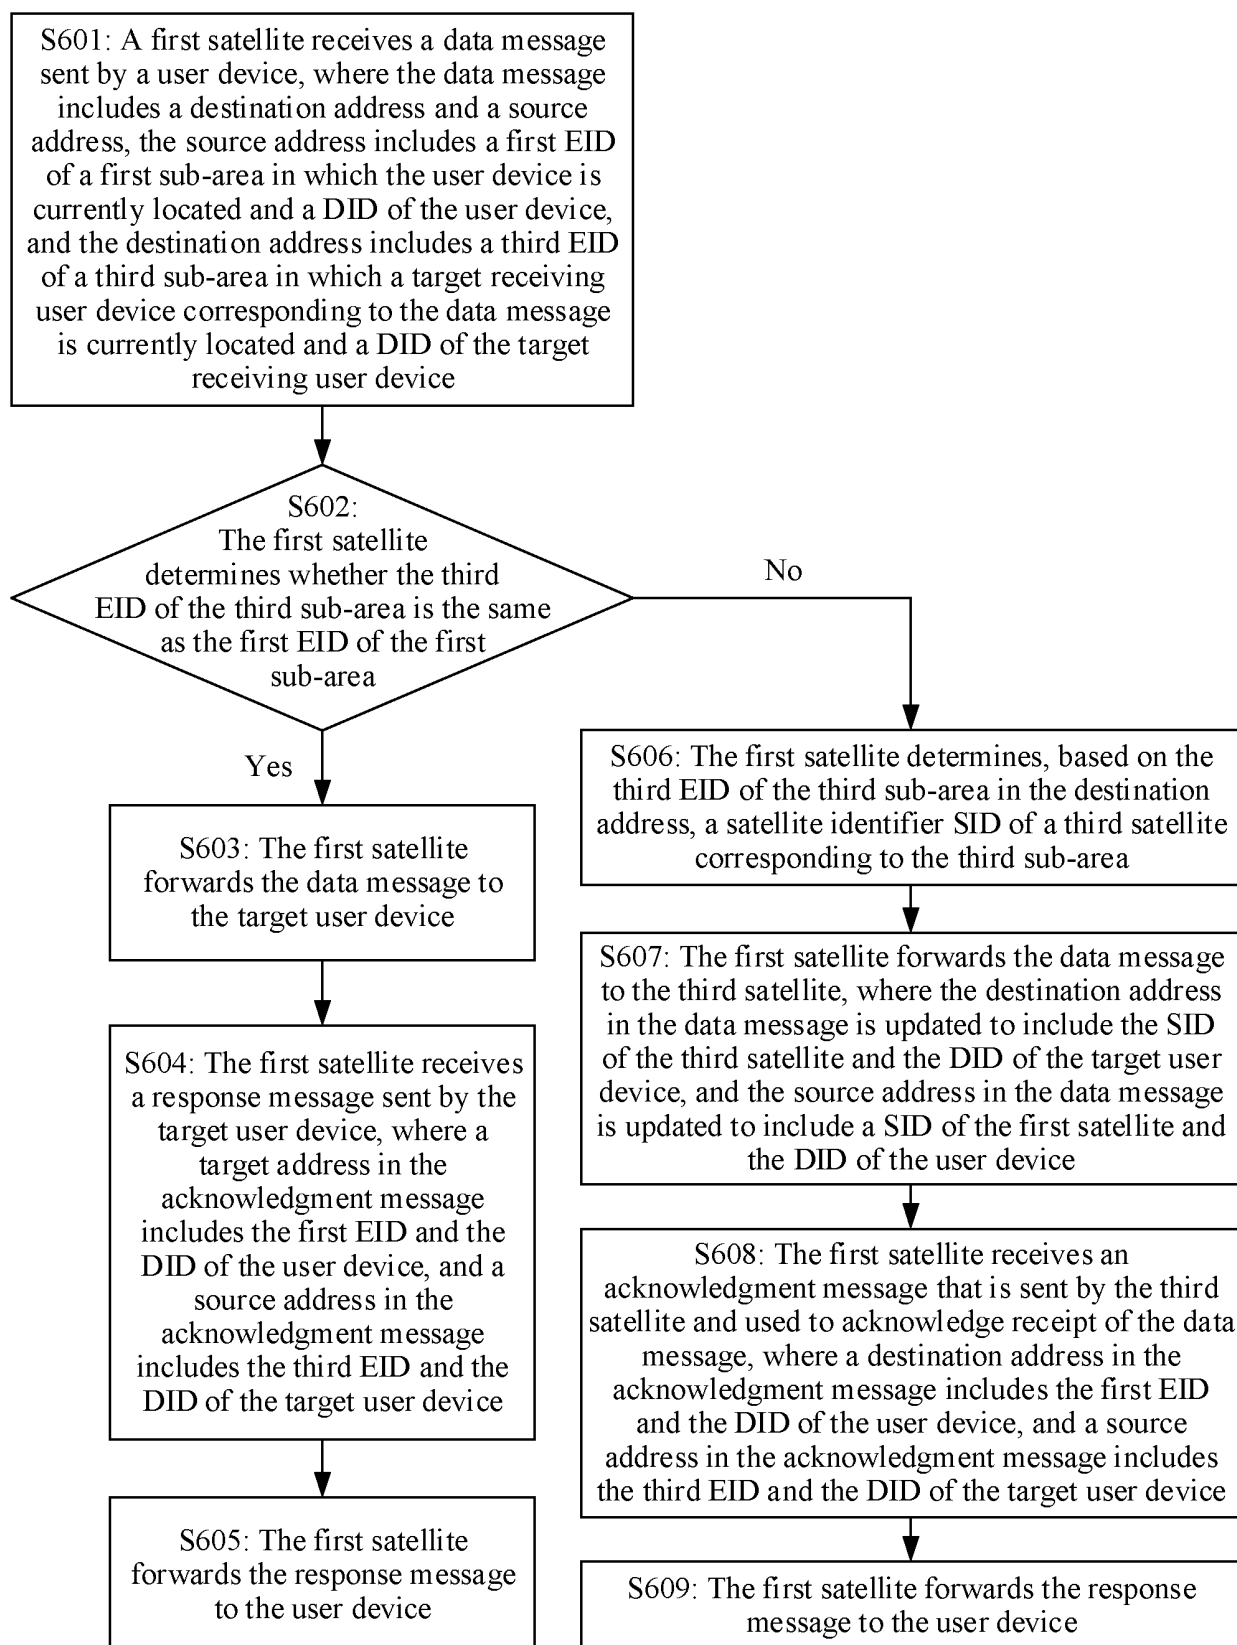 S601: A first satellite receives a data message
sent by a user device, where the data message
includes a destination address and a source
address, the source address includes a first EID
of a first sub-area in which the user device is
currently located and a DID of the user device,
and the destination address includes a third EID
of a third sub-area in which a target receiving
user device corresponding to the data message
is currently located and a DID of the target
receiving user device
S602:
The first satellite
determines whether the third
EID of the third sub-area is the same
as the first EID of the first
sub-area
No
Yes
S603: The first satellite
forwards the data message to
the target user device
S604: The first satellite receives
a response message sent by the
target user device, where a
target address in the
acknowledgment message
includes the first EID and the
DID of the user device, and a
source address in the
acknowledgment message
includes the third EID and the
DID of the target user device
S605: The first satellite
forwards the response message
to the user device
S606: The first satellite determines, based on the
third EID of the third sub-area in the destination
address, a satellite identifier SID of a third satellite
corresponding to the third sub-area
S607: The first satellite forwards the data message
to the third satellite, where the destination address
in the data message is updated to include the SID
of the third satellite and the DID of the target user
device, and the source address in the data message
is updated to include a SID of the first satellite and
the DID of the user device
S608: The first satellite receives an
acknowledgment message that is sent by the third
satellite and used to acknowledge receipt of the data
message, where a destination address in the
acknowledgment message includes the first EID
and the DID of the user device, and a source
address in the acknowledgment message includes
the third EID and the DID of the target user device
S609: The first satellite forwards the response
message to the user device